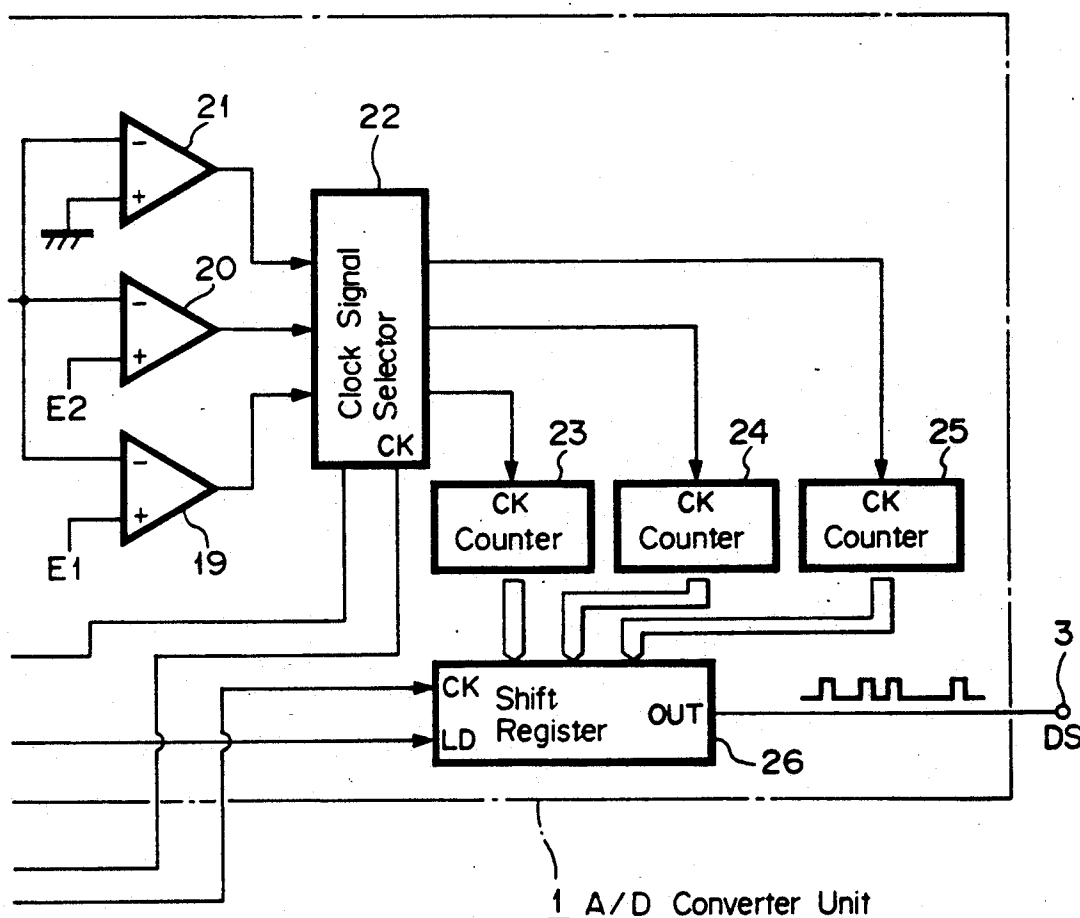 21
22
20
E2
E1
19
Clock Signal
Selector
CK
23
24
25
CK
Counter
CK
Counter
CK
Counter
3
DS
CK
LD
Shift
Register
OUT
26
1 A/D Converter Unit
-
+
-
+
-
+